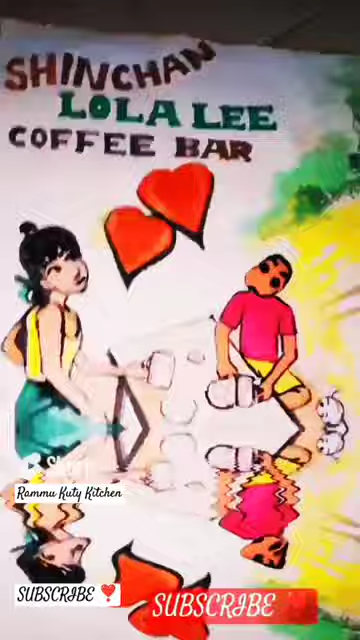 SHINCHAN
LOLA LEE
COFFEE BAR
Rammu Kuty Kitchen
SUBSCRIBE
SUBSCRIBE